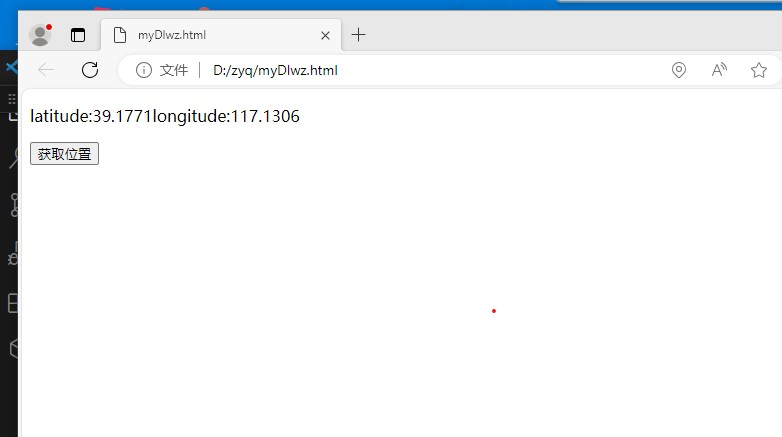 myDlwz.html
文件 D:/zyq/myDlwz.html
latitude:39.1771longitude:117.1306
获取位置